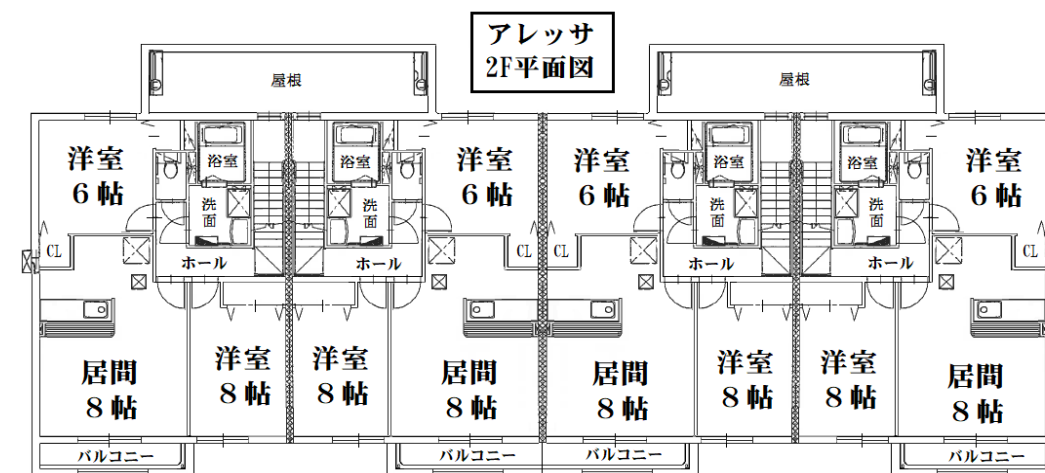 アレッサ
2F平面図
屋根
屋根
洋室
6帖
浴室
浴室
洋室
6帖
洋室
6帖
浴室
浴室
洋室
6帖
洗面
洗面
洗面
洗面
CL
ホール
ホール
CL
CL
ホール
ホール
CL
居間
8帖
洋室
8帖
洋室
8帖
居間
8帖
居間
8帖
洋室
8帖
洋室
8帖
居間
8帖
バルコニー
バルコニー
バルコニー
バルコニー